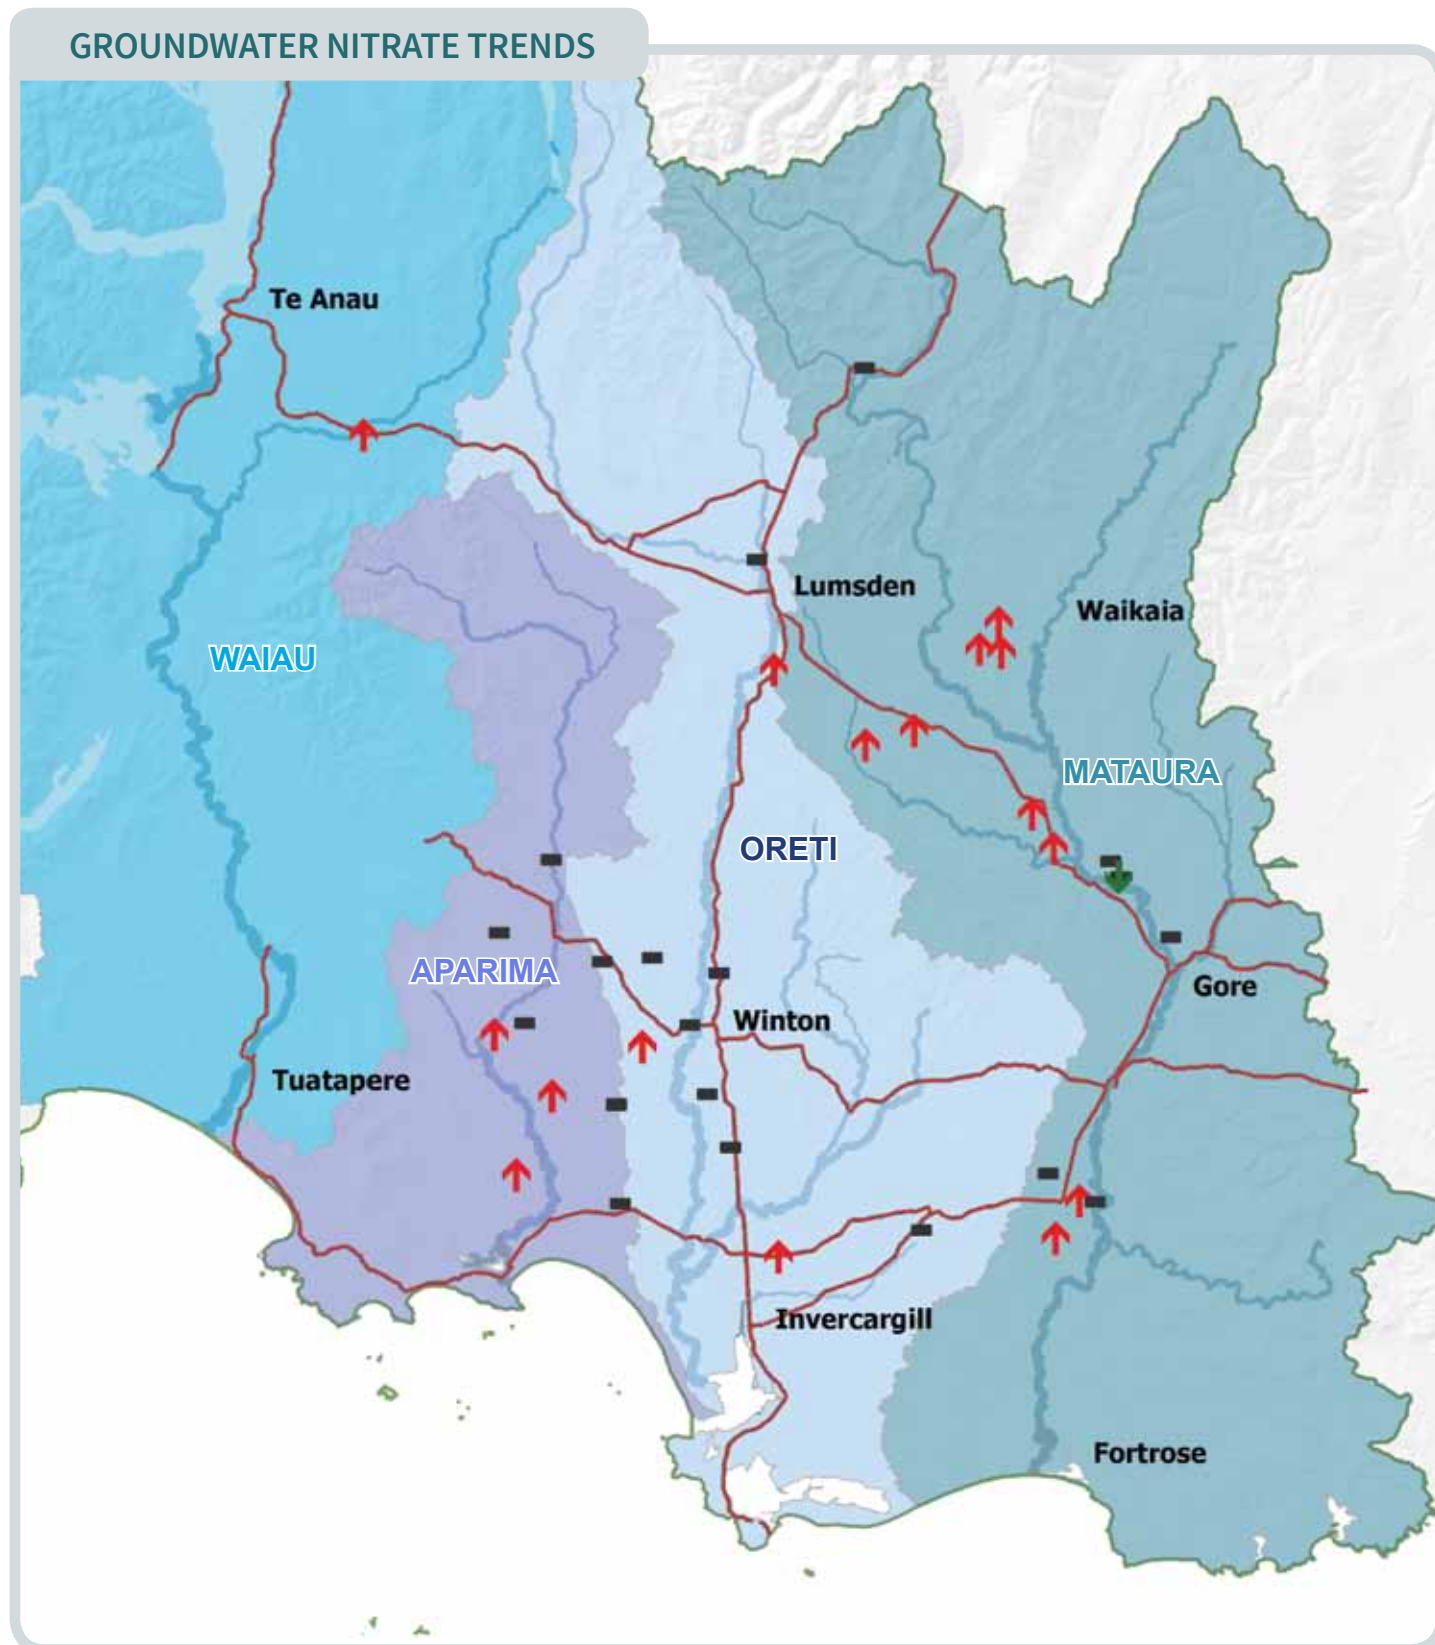 GROUNDWATER NITRATE TRENDS
Te Anau
Lumsden
Waikaia
WAIAU
MATAURA
ORETI
APARIMA
Gore
Winton
Tuatapere
Invercargill
Fortrose